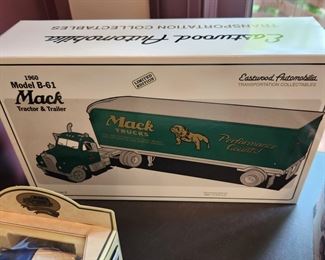 Eastwood Automobilia
TRANSPORTATION COLLECTABLES
1960
Model B-61
Mack
Tractor & Trailer
LIMITED
EDITION
Eastwood Automobilia
TRANSPORTATION COLLECTABLES
Mack
TRUCKS
Performance
Counts!